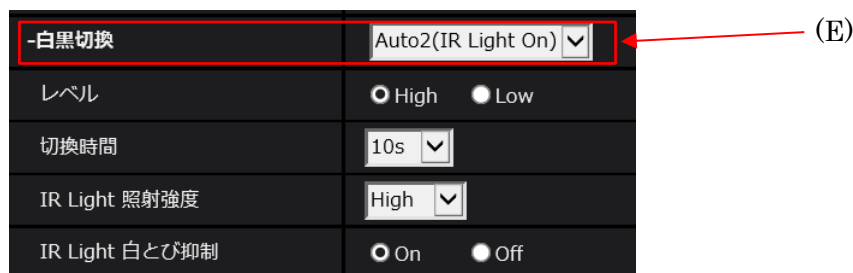 -白黒切換 Auto2(IR Light On) (E)
レベル High Low
切換時間 10s
IR Light 照射強度 High
IR Light 白とび抑制 On Off